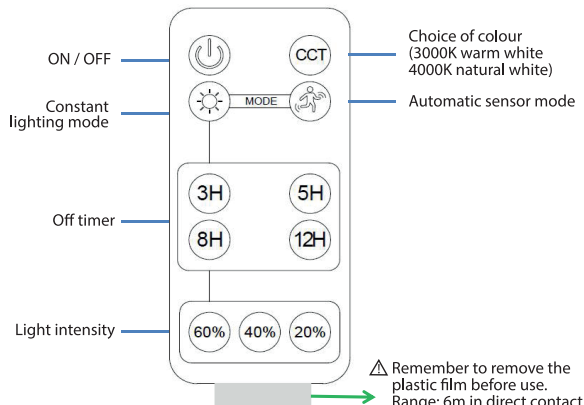 ON / OFF
CCT
Choice of colour
(3000K warm white
4000K natural white)
Constant
lighting mode
MODE
Automatic sensor mode
Off timer
3H
5H
8H
12H
Light intensity
60%
40%
20%
⚠ Remember to remove the
plastic film before use.
Range: 6m in direct contact